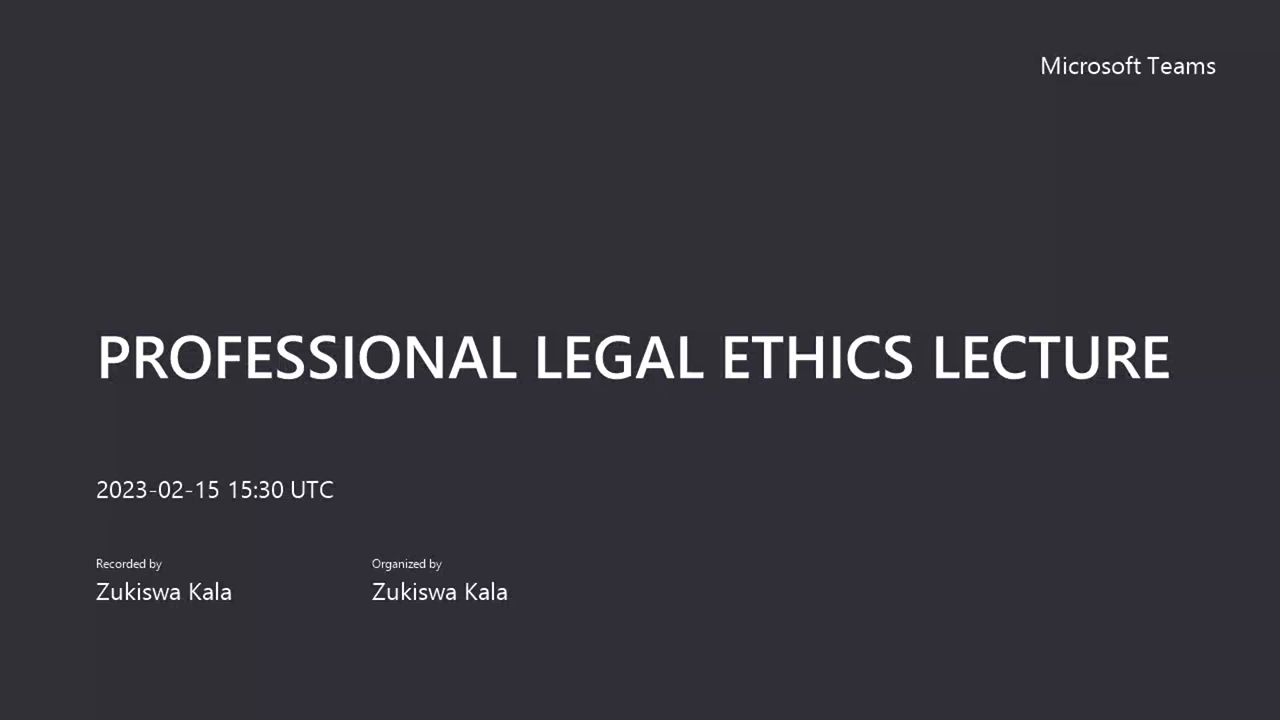 Microsoft Teams
PROFESSIONAL LEGAL ETHICS LECTURE
2023-02-15 15:30 UTC
Recorded by
Zukiswa Kala
Organized by
Zukiswa Kala